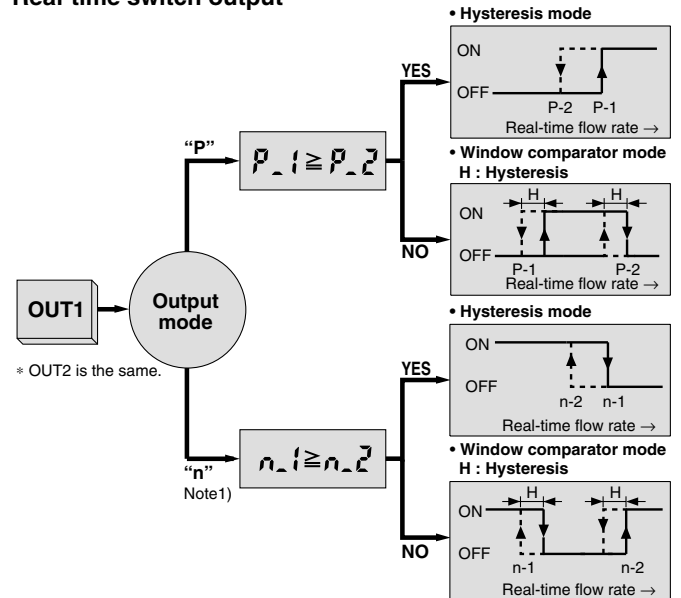 Real time switch output
• Hysteresis mode
ON
OFF
P-2 P-1
Real-time flow rate →
YES
“P”
P_1≧P_2
• Window comparator mode
H : Hysteresis
H H
ON
OFF
P-1 P-2
Real-time flow rate →
NO
OUT1
Output
mode
∗ OUT2 is the same.
• Hysteresis mode
ON
OFF
n-2 n-1
Real-time flow rate →
YES
“n”
Note1)
n_1≧n_2
• Window comparator mode
H : Hysteresis
H H
ON
OFF
n-1 n-2
Real-time flow rate →
NO